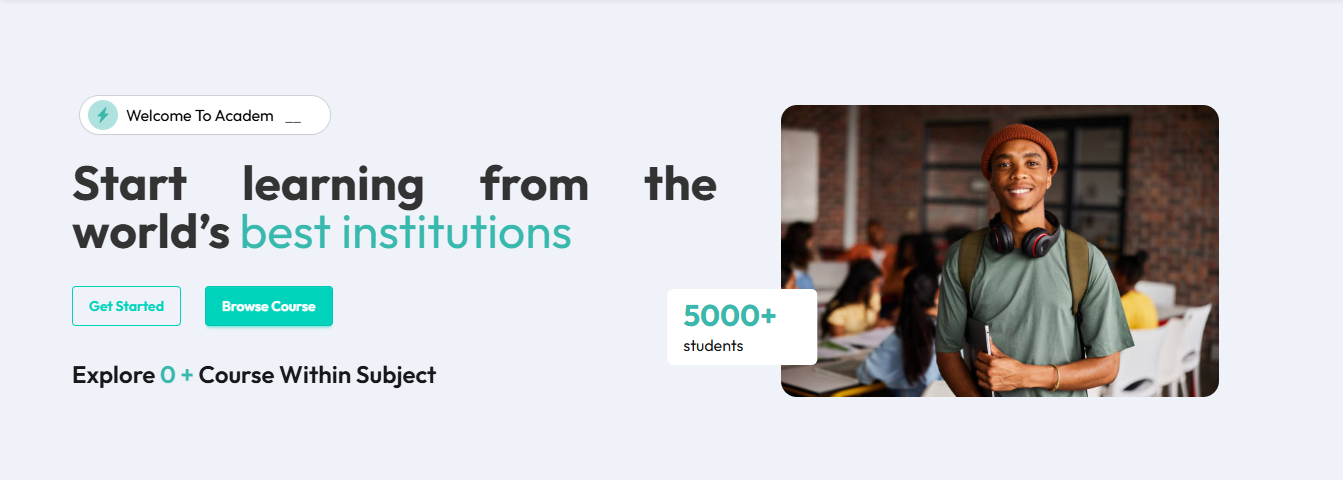 Welcome To Academ __
Start learning from the
world’s best institutions
Get Started
Browse Course
Explore 0 + Course Within Subject
5000+
students